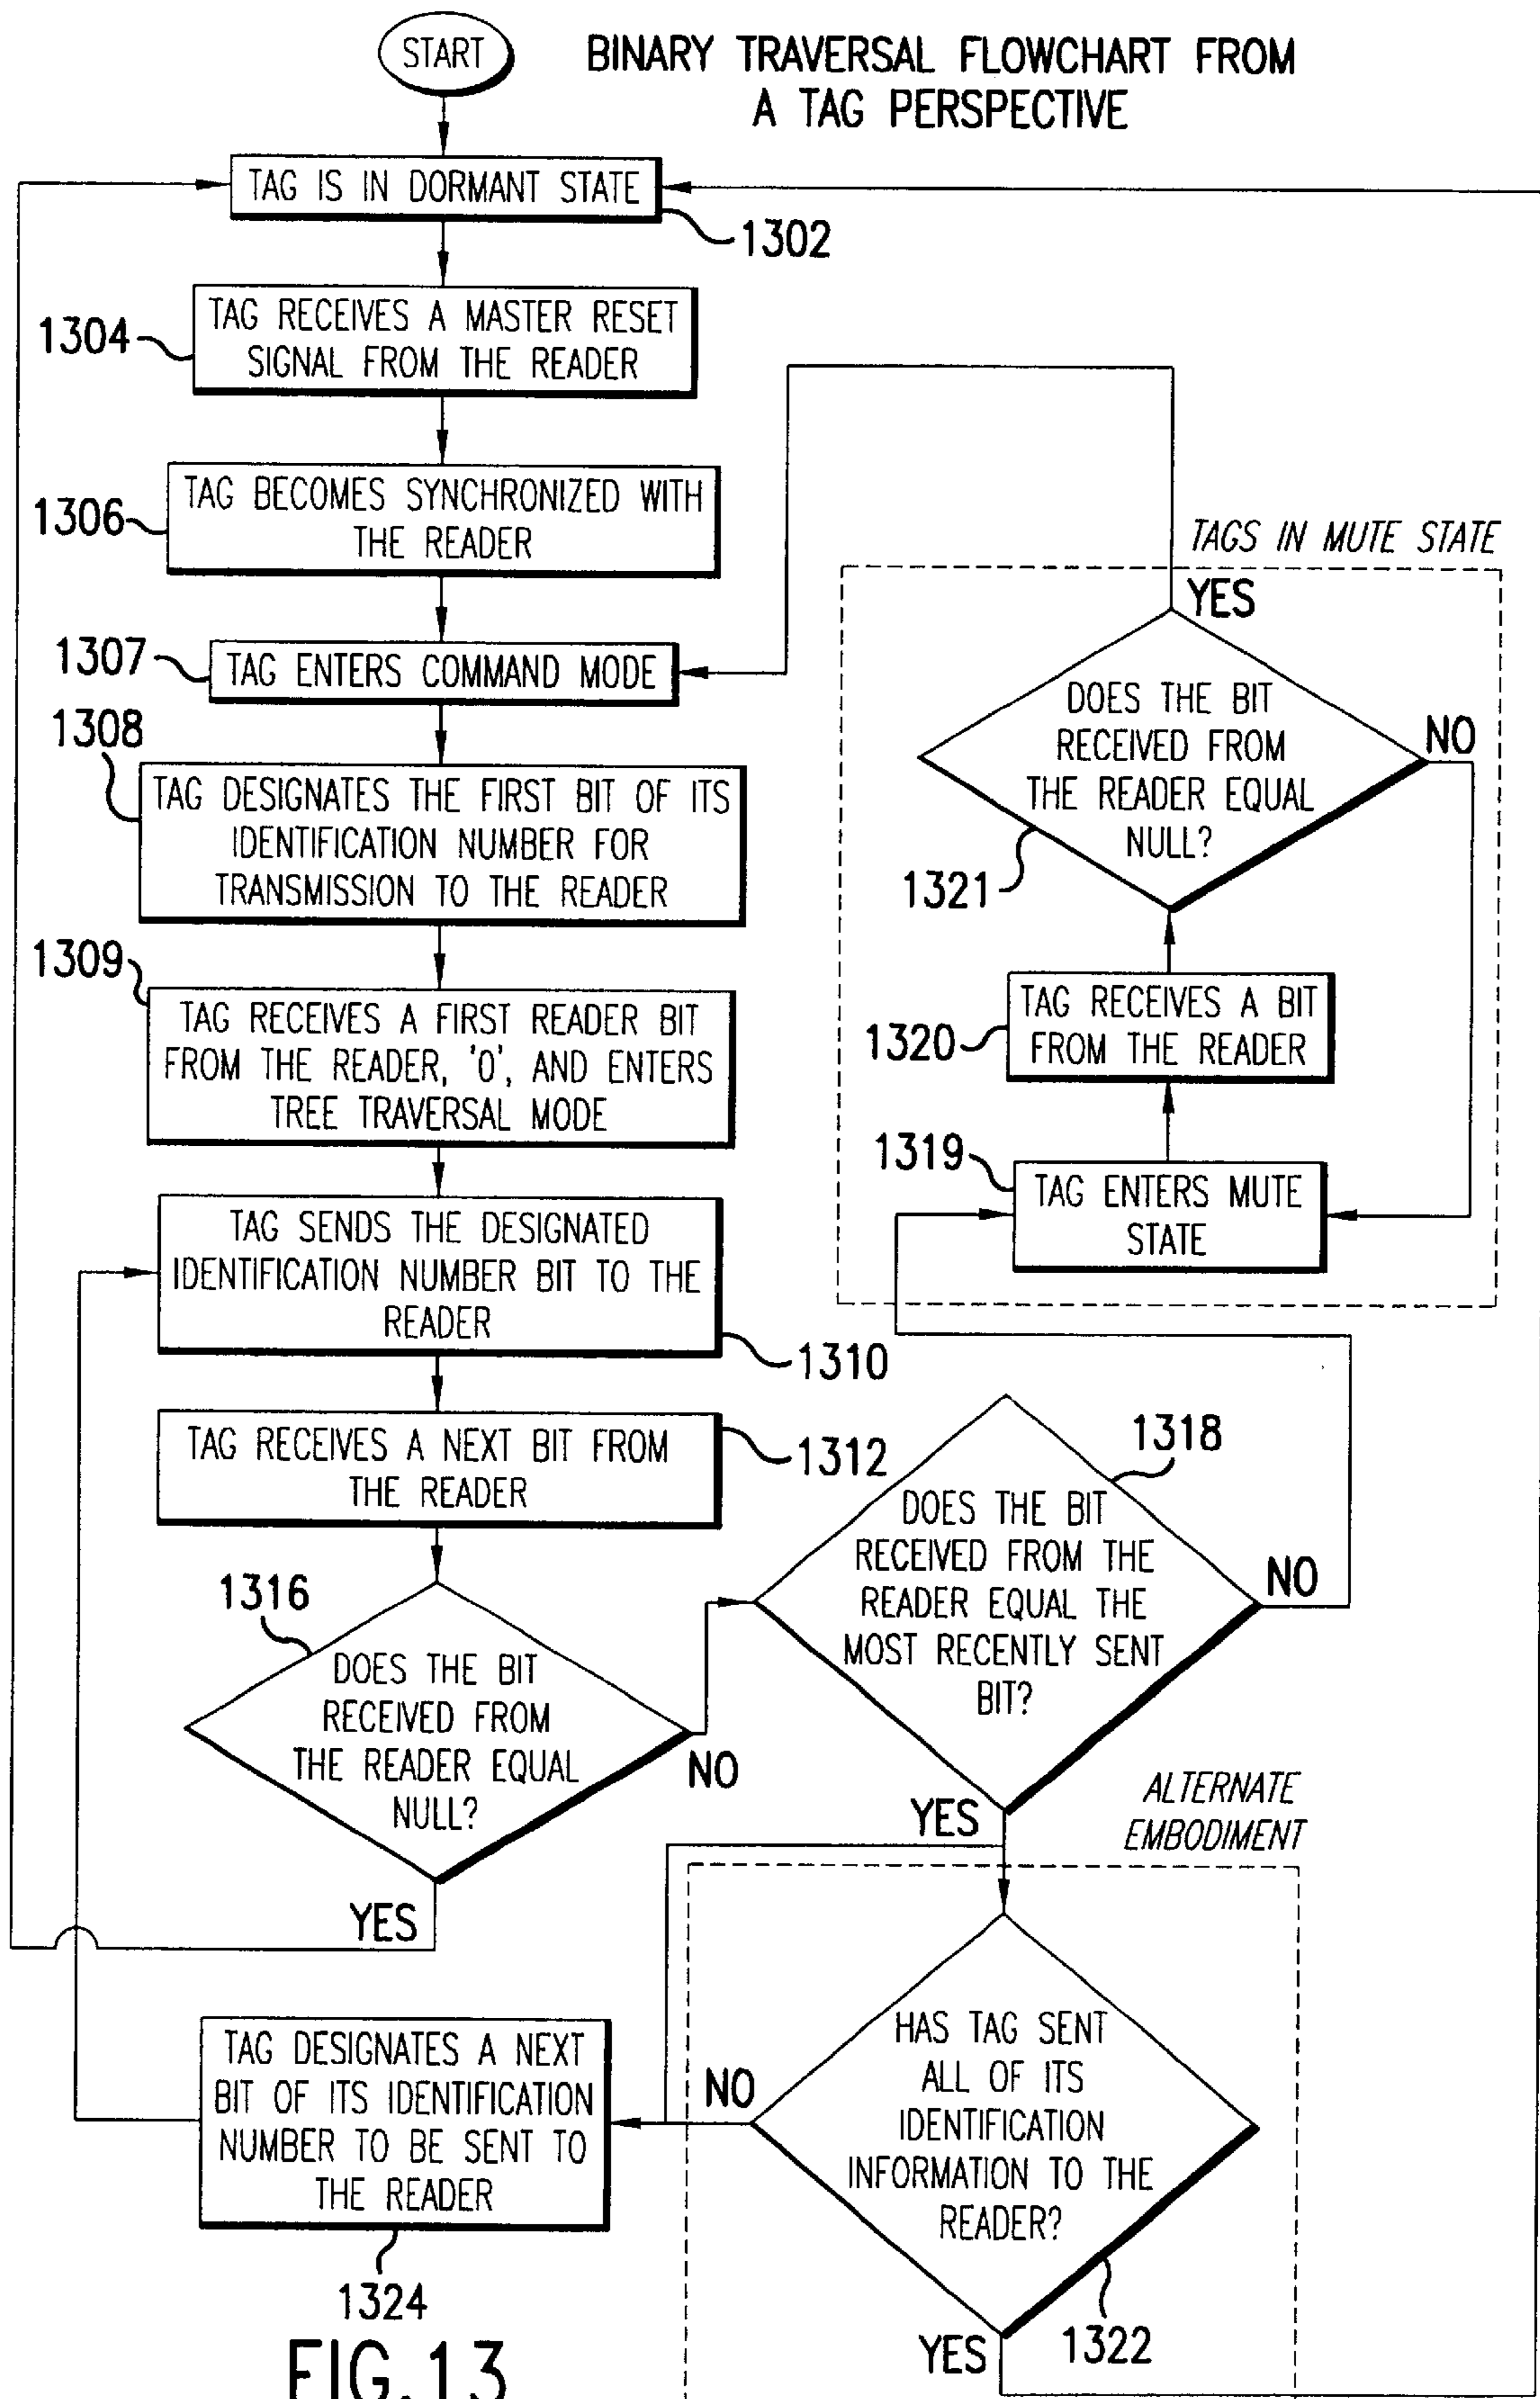 START
BINARY TRAVERSAL FLOWCHART FROM
A TAG PERSPECTIVE
TAG IS IN DORMANT STATE
1302
1304
TAG RECEIVES A MASTER RESET
SIGNAL FROM THE READER
1306
TAG BECOMES SYNCHRONIZED WITH
THE READER
1307
TAG ENTERS COMMAND MODE
1308
TAG DESIGNATES THE FIRST BIT OF ITS
IDENTIFICATION NUMBER FOR
TRANSMISSION TO THE READER
1309
TAG RECEIVES A FIRST READER BIT
FROM THE READER, '0', AND ENTERS
TREE TRAVERSAL MODE
TAG SENDS THE DESIGNATED
IDENTIFICATION NUMBER BIT TO THE
READER
1310
TAG RECEIVES A NEXT BIT FROM
THE READER
1312
1316
DOES THE BIT
RECEIVED FROM
THE READER EQUAL
NULL?
NO
YES
TAGS IN MUTE STATE
YES
DOES THE BIT
RECEIVED FROM
THE READER EQUAL
NULL?
NO
1321
1320
TAG RECEIVES A BIT
FROM THE READER
1319
TAG ENTERS MUTE
STATE
1318
DOES THE BIT
RECEIVED FROM THE
READER EQUAL THE
MOST RECENTLY SENT
BIT?
NO
YES
ALTERNATE
EMBODIMENT
HAS TAG SENT
ALL OF ITS
IDENTIFICATION
INFORMATION TO THE
READER?
NO
YES
1322
TAG DESIGNATES A NEXT
BIT OF ITS IDENTIFICATION
NUMBER TO BE SENT TO
THE READER
1324
FIG.13